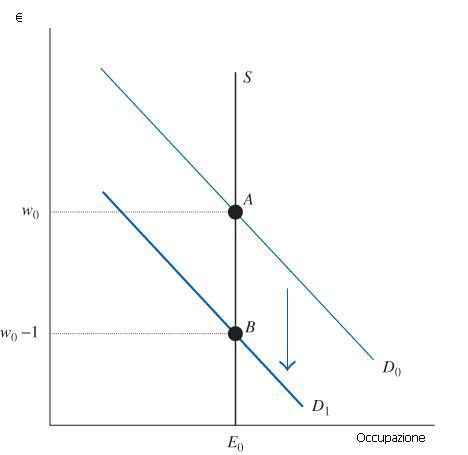 €
S
A
w₀
B
w₀ −1
D₀
D₁
E₀
Occupazione